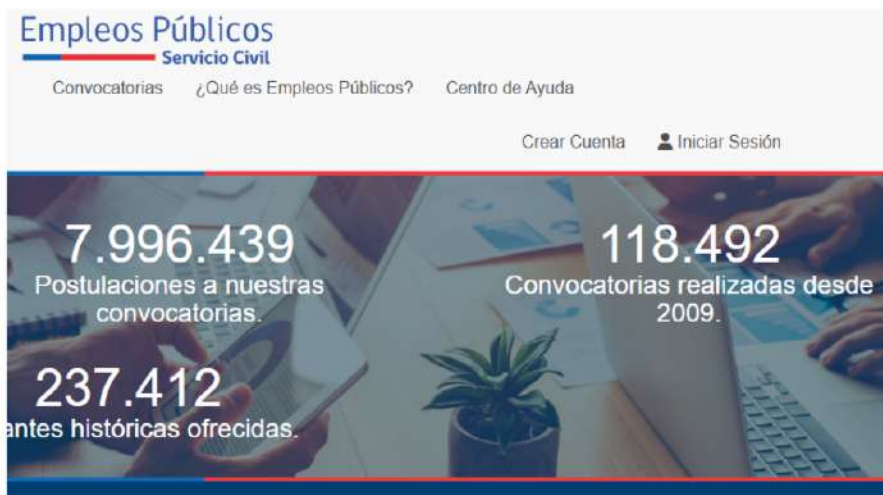 Empleos Públicos
Servicio Civil
Convocatorias ¿Qué es Empleos Públicos? Centro de Ayuda
Crear Cuenta Iniciar Sesión
7.996.439
Postulaciones a nuestras
convocatorias.
118.492
Convocatorias realizadas desde
2009.
237.412
históricas ofrecidas.